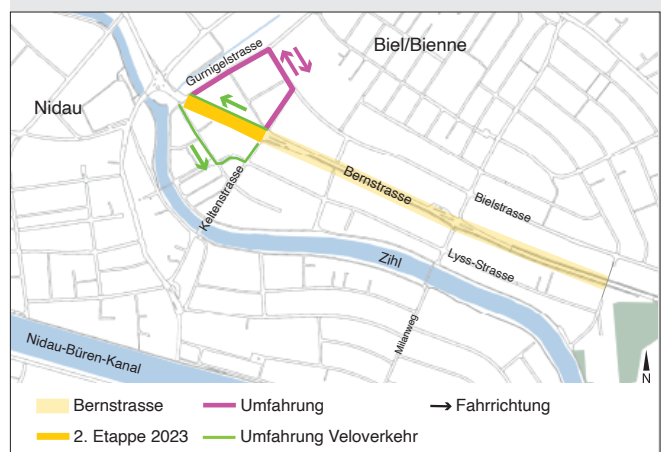 Biel/Bienne
Gurnigelstrasse
Nidau
Bernstrasse
Bielstrasse
Keltenstrasse
Zihl
Lyss-Strasse
Milanweg
Nidau-Büren-Kanal
N
Bernstrasse
Umfahrung
Fahrrichtung
2. Etappe 2023
Umfahrung Veloverkehr